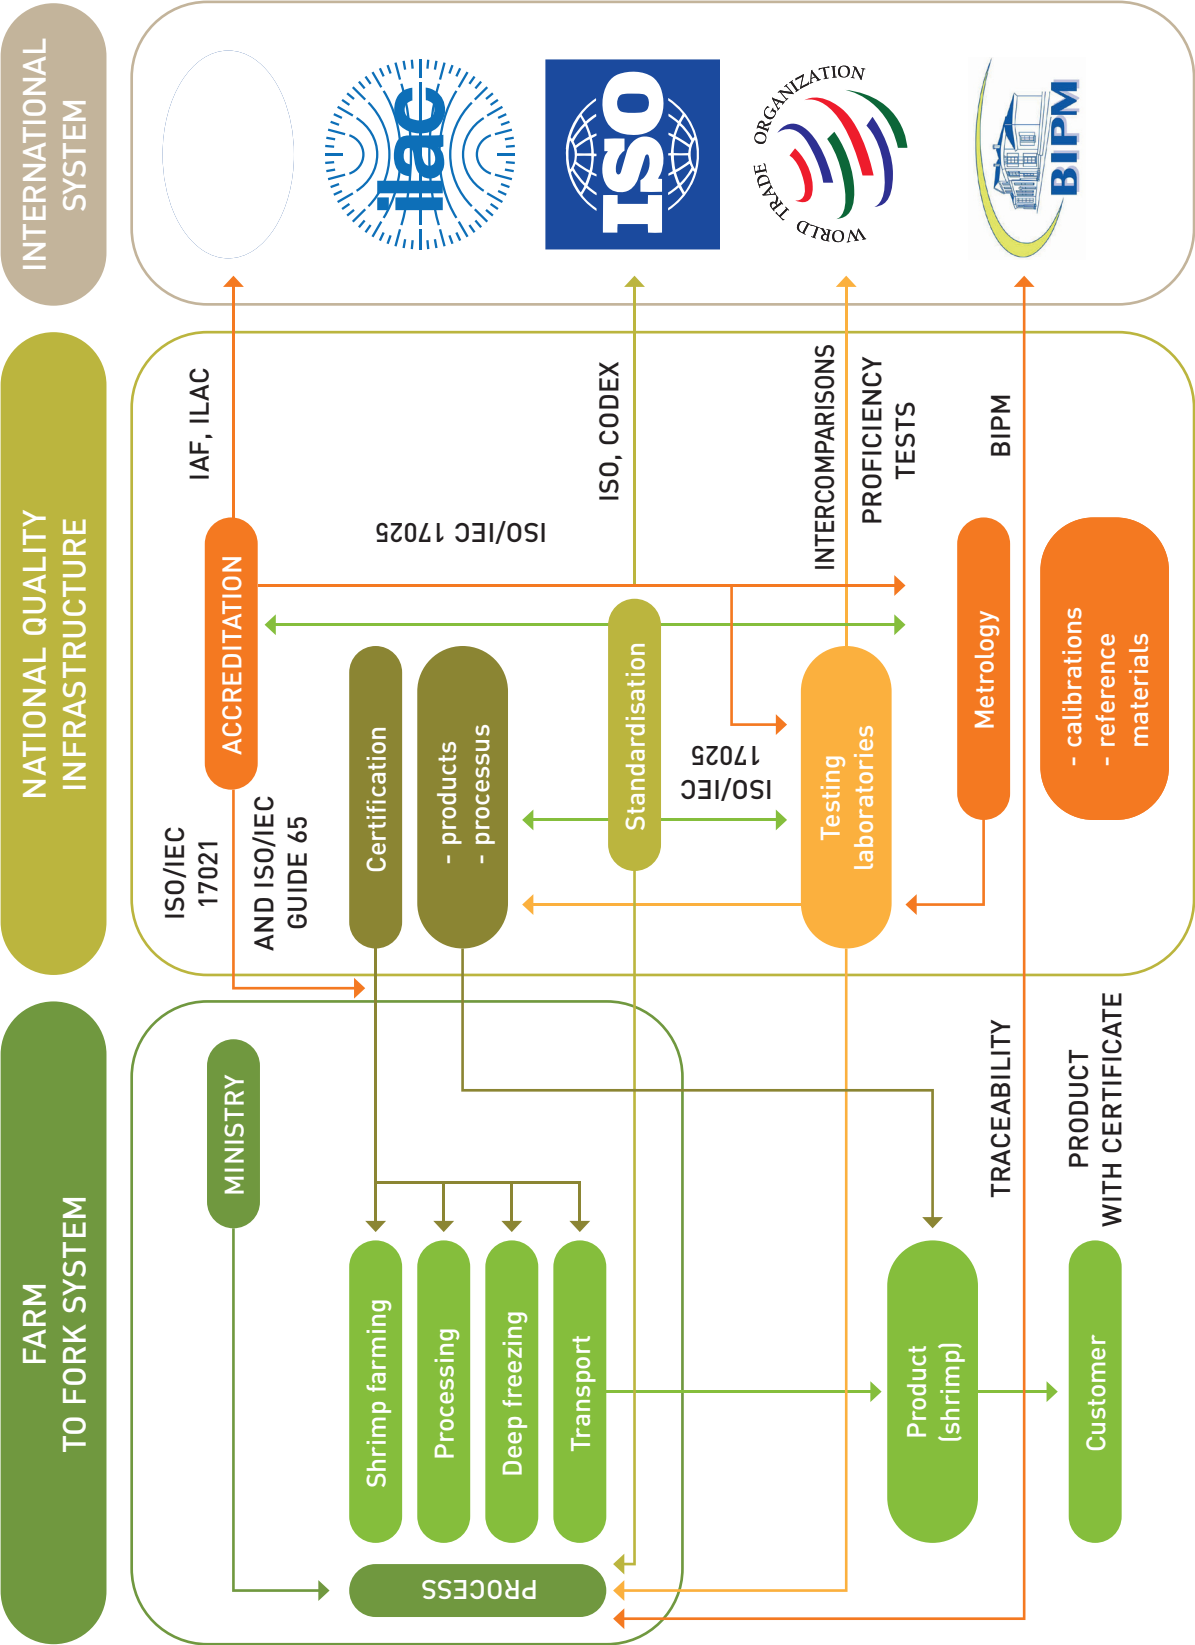 FARM
TO FORK SYSTEM
NATIONAL QUALITY
INFRASTRUCTURE
INTERNATIONAL
SYSTEM
MINISTRY
ISO/IEC
17021
AND ISO/IEC
GUIDE 65
ACCREDITATION
IAF, ILAC
PROCESS
Shrimp farming
Processing
Deep freezing
Transport
Certification
- products
- processus
ISO/IEC 17025
ilac
Standardisation
ISO, CODEX
ISO
ISO/IEC
17025
Testing
laboratories
INTERCOMPARISONS
PROFICIENCY
TESTS
WORLD TRADE ORGANIZATION
Product
(shrimp)
TRACEABILITY
Metrology
BIPM
BIPM
- calibrations
- reference
materials
Customer
PRODUCT
WITH CERTIFICATE